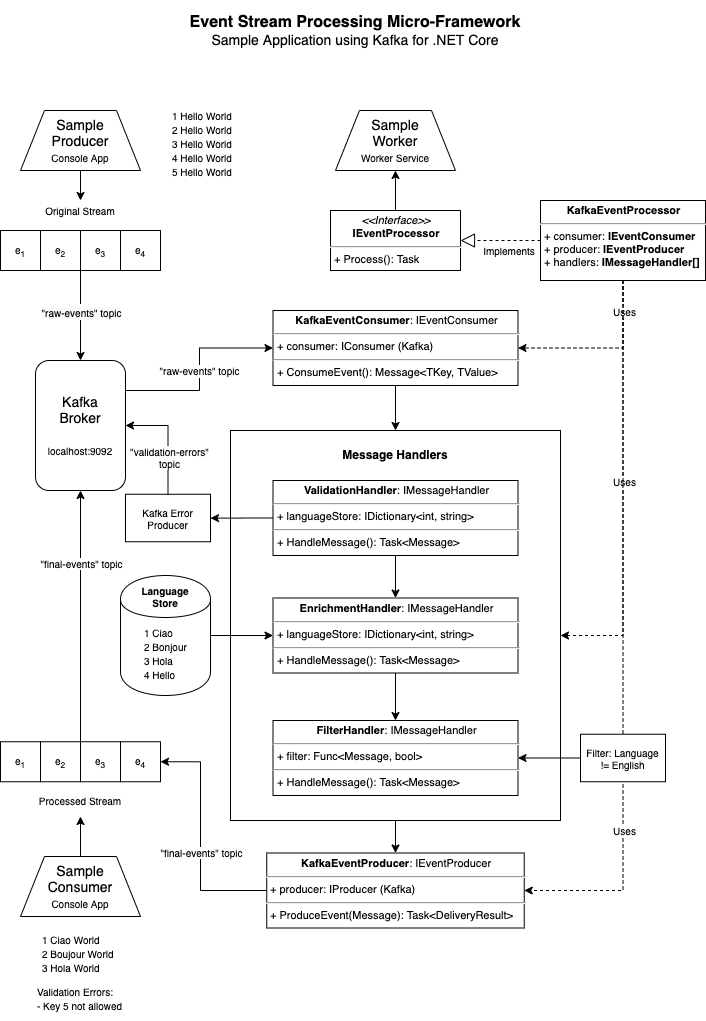 Event Stream Processing Micro-Framework
Sample Application using Kafka for .NET Core
Sample
Producer
Console App
1 Hello World
2 Hello World
3 Hello World
4 Hello World
5 Hello World
Sample
Worker
Worker Service
Original Stream
e1
e2
e3
e4
<<Interface>>
IEventProcessor
+ Process(): Task
Implements
KafkaEventProcessor
+ consumer: IEventConsumer
+ producer: IEventProducer
+ handlers: IMessageHandler[]
"raw-events" topic
Uses
KafkaEventConsumer: IEventConsumer
+ consumer: IConsumer (Kafka)
+ ConsumeEvent(): Message<TKey, TValue>
"raw-events" topic
Kafka
Broker
localhost:9092
"validation-errors"
topic
Message Handlers
ValidationHandler: IMessageHandler
+ languageStore: IDictionary<int, string>
+ HandleMessage(): Task<Message>
Uses
Kafka Error
Producer
"final-events" topic
Language
Store
1 Ciao
2 Bonjour
3 Hola
4 Hello
EnrichmentHandler: IMessageHandler
+ languageStore: IDictionary<int, string>
+ HandleMessage(): Task<Message>
FilterHandler: IMessageHandler
+ filter: Func<Message, bool>
+ HandleMessage(): Task<Message>
Filter: Language
!= English
e1
e2
e3
e4
Processed Stream
Uses
"final-events" topic
KafkaEventProducer: IEventProducer
+ producer: IProducer (Kafka)
+ ProduceEvent(Message): Task<DeliveryResult>
Sample
Consumer
Console App
1 Ciao World
2 Boujour World
3 Hola World
Validation Errors:
- Key 5 not allowed